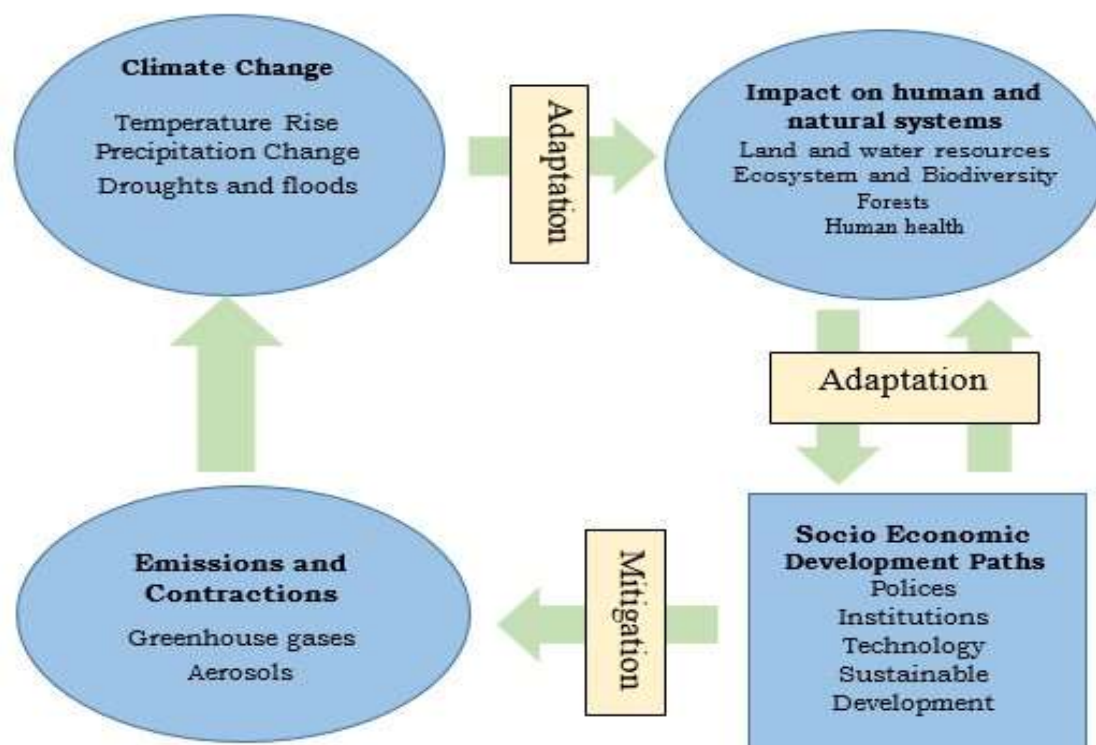 Climate Change
Temperature Rise
Precipitation Change
Droughts and floods
Adaptation
Impact on human and
natural systems
Land and water resources
Ecosystem and Biodiversity
Forests
Human health
Adaptation
Socio Economic
Development Paths
Polices
Institutions
Technology
Sustainable
Development
Mitigation
Emissions and
Contractions
Greenhouse gases
Aerosols